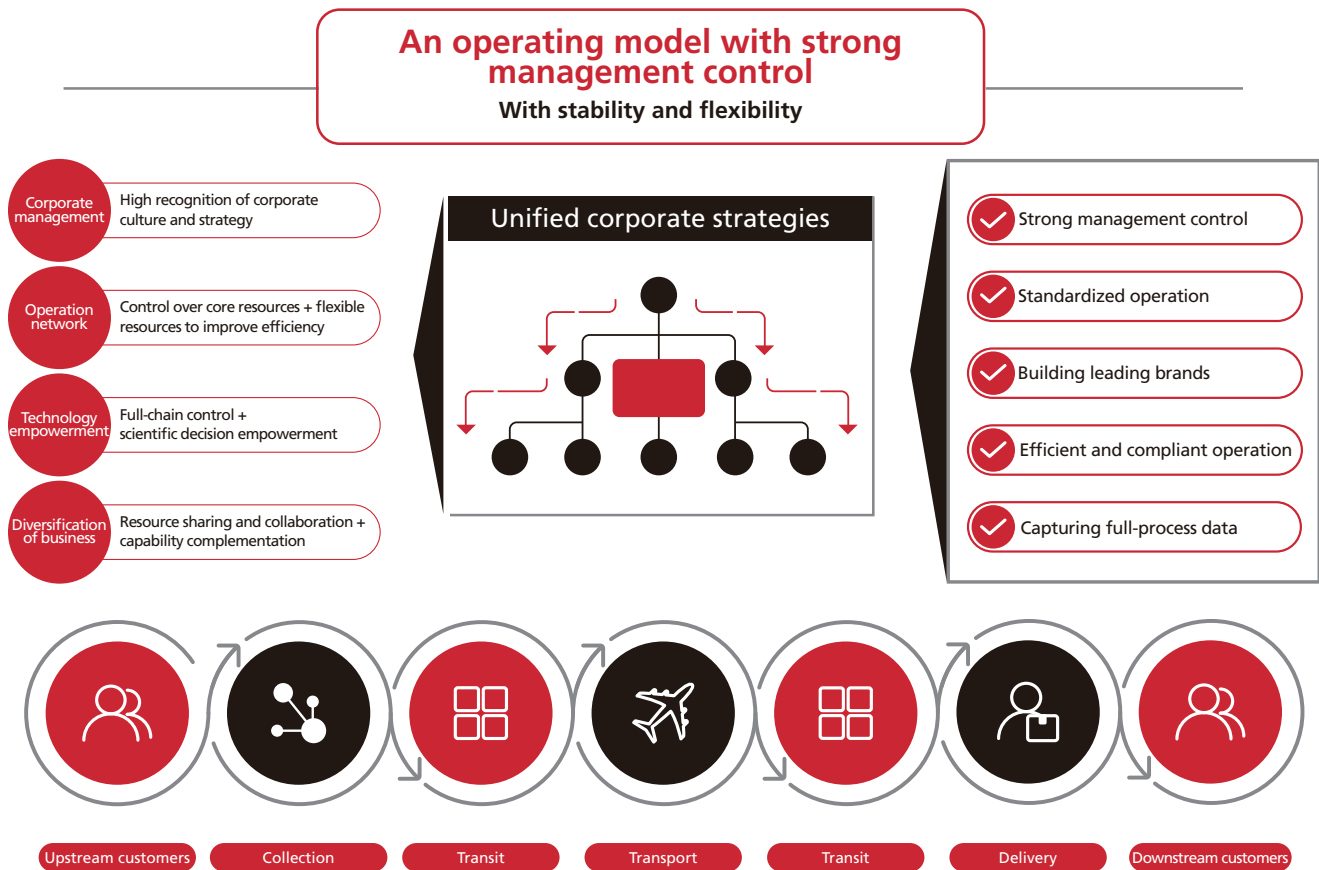 An operating model with strong
management control
With stability and flexibility
Corporate
management
High recognition of corporate
culture and strategy
Operation
network
Control over core resources + flexible
resources to improve efficiency
Technology
empowerment
Full-chain control +
scientific decision empowerment
Diversification
of business
Resource sharing and collaboration +
capability complementation
Unified corporate strategies
Strong management control
Standardized operation
Building leading brands
Efficient and compliant operation
Capturing full-process data
Upstream customers
Collection
Transit
Transport
Transit
Delivery
Downstream customers